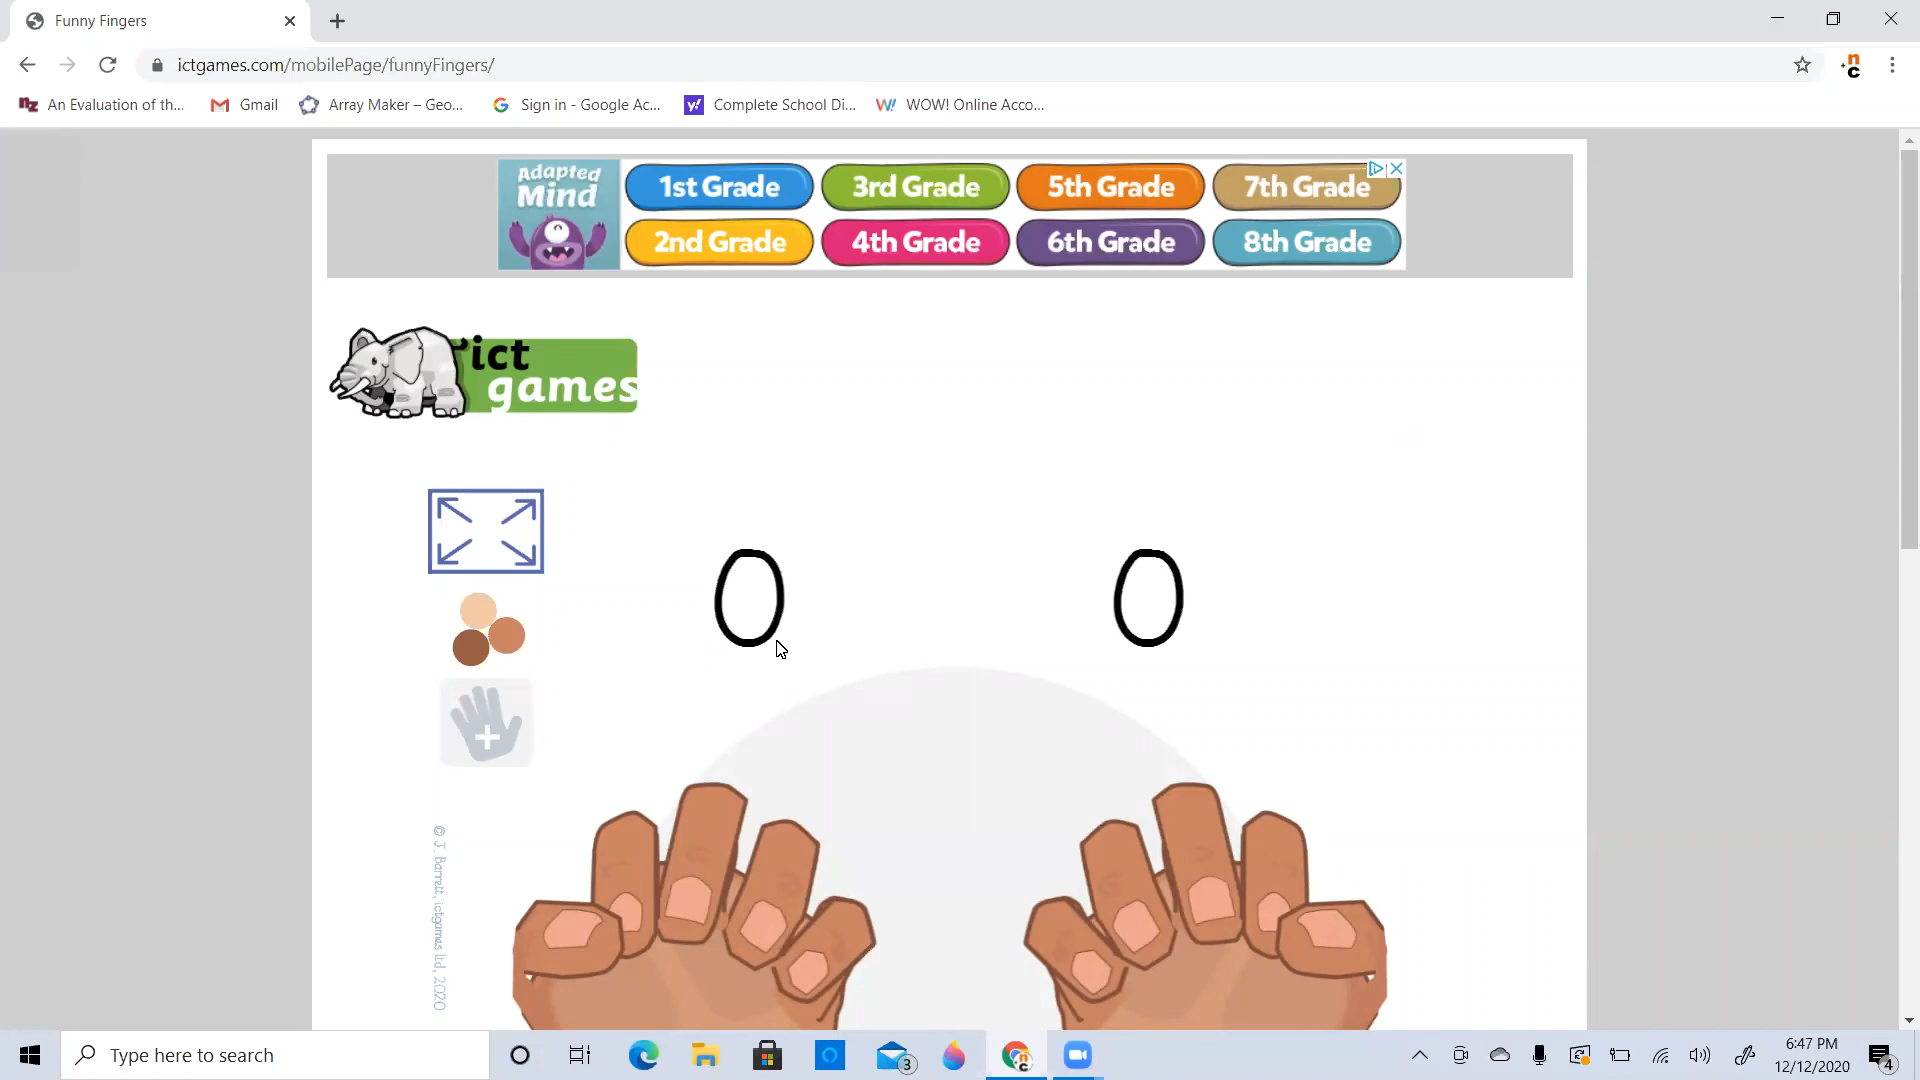 Funny Fingers
ictgames.com/mobilePage/funnyFingers/
An Evaluation of th... Gmail Array Maker – Geo... Sign in - Google Ac... Complete School Di... WOW! Online Acco...
Adapted Mind
1st Grade 3rd Grade 5th Grade 7th Grade
2nd Grade 4th Grade 6th Grade 8th Grade
ict
games
0 0
© J. Barrett, ictgames ltd, 2020
Type here to search
3
6:47 PM
12/12/2020
4